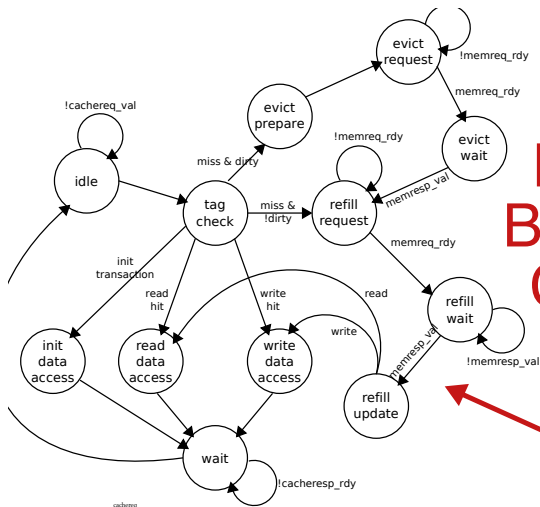 evict
request
!memreq_rdy
memreq_rdy
evict
prepare
!cachereq_val
!memreq_rdy
evict
wait
miss & dirty
idle
memresp_val
tag
check
miss &
!dirty
refill
request
B
memreq_rdy
init
transaction
read
hit
write
hit
read
refill
wait
write
memresp_val
!memresp_val
init
data
access
read
data
access
write
data
access
refill
update
wait
!cacheresp_rdy
cachereq